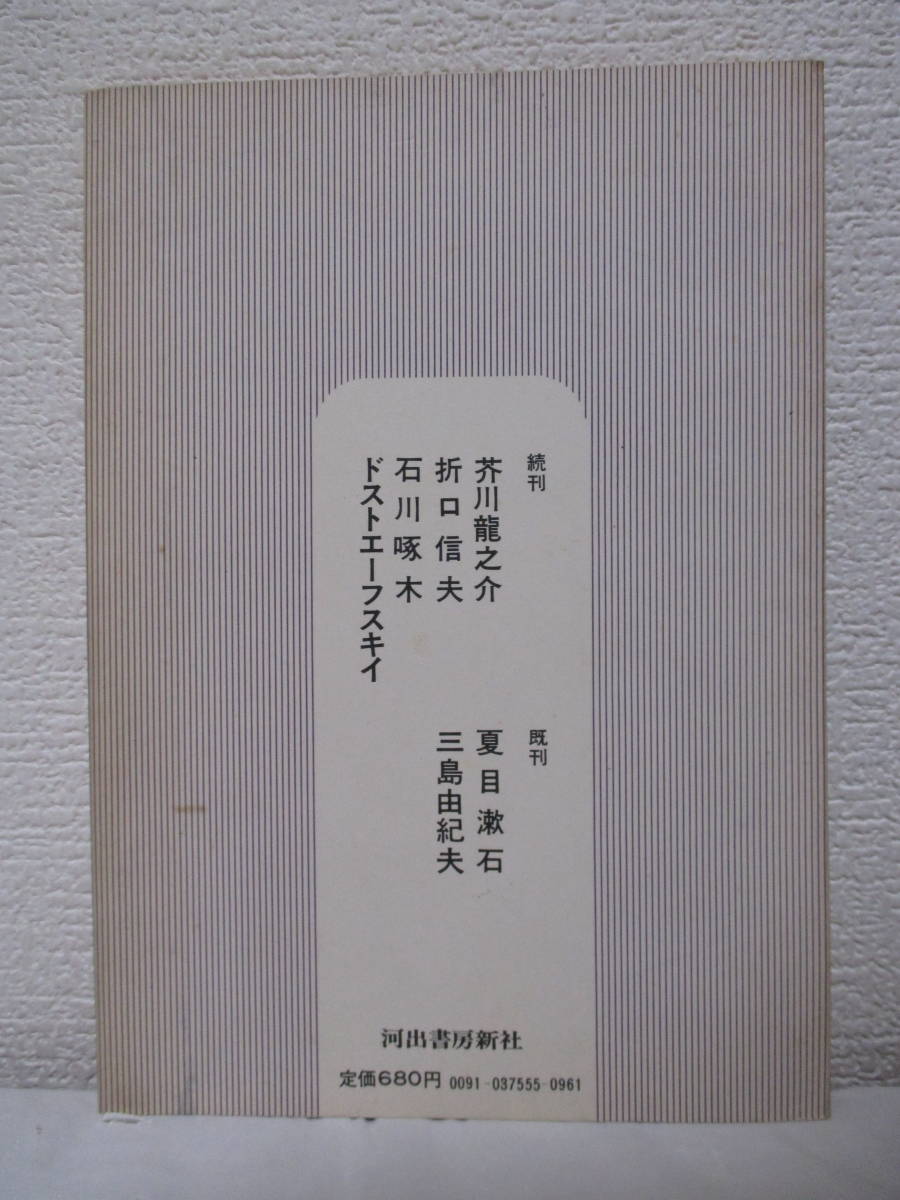 続刊
芥川龍之介
折口信夫
石川啄木
ドストエーフスキイ
既刊
夏目漱石
三島由紀夫
河出書房新社
定価680円 0091-037555-0961